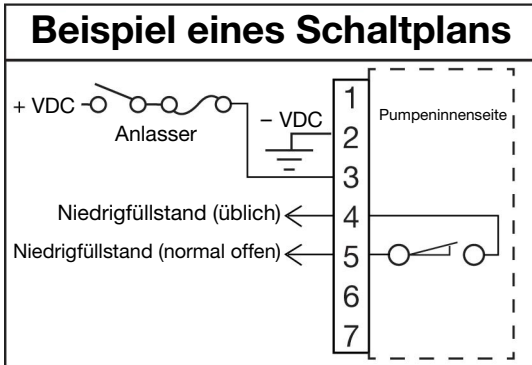 Beispiel eines Schaltplans
+ VDC
Anlasser
– VDC
1
2
3
4
5
6
7
Pumpeninnenseite
Niedrigfüllstand (üblich)
Niedrigfüllstand (normal offen)